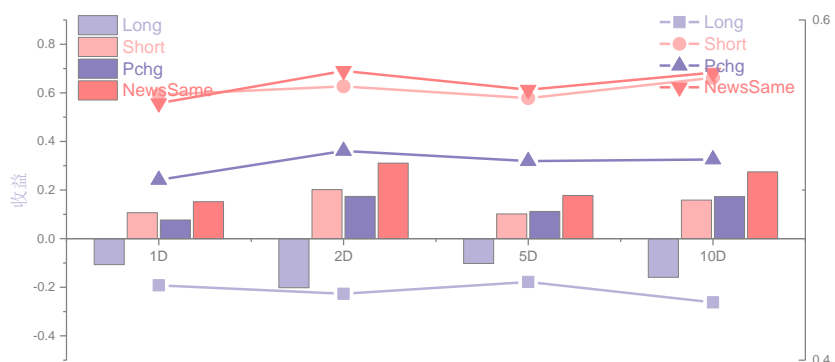 Long
Short
Pchg
NewsSame
Long
Short
Pchg
NewsSame
0.8
0.6
0.4
0.2
0.0
-0.2
-0.4
收益
1D
2D
5D
10D
0.6
0.4